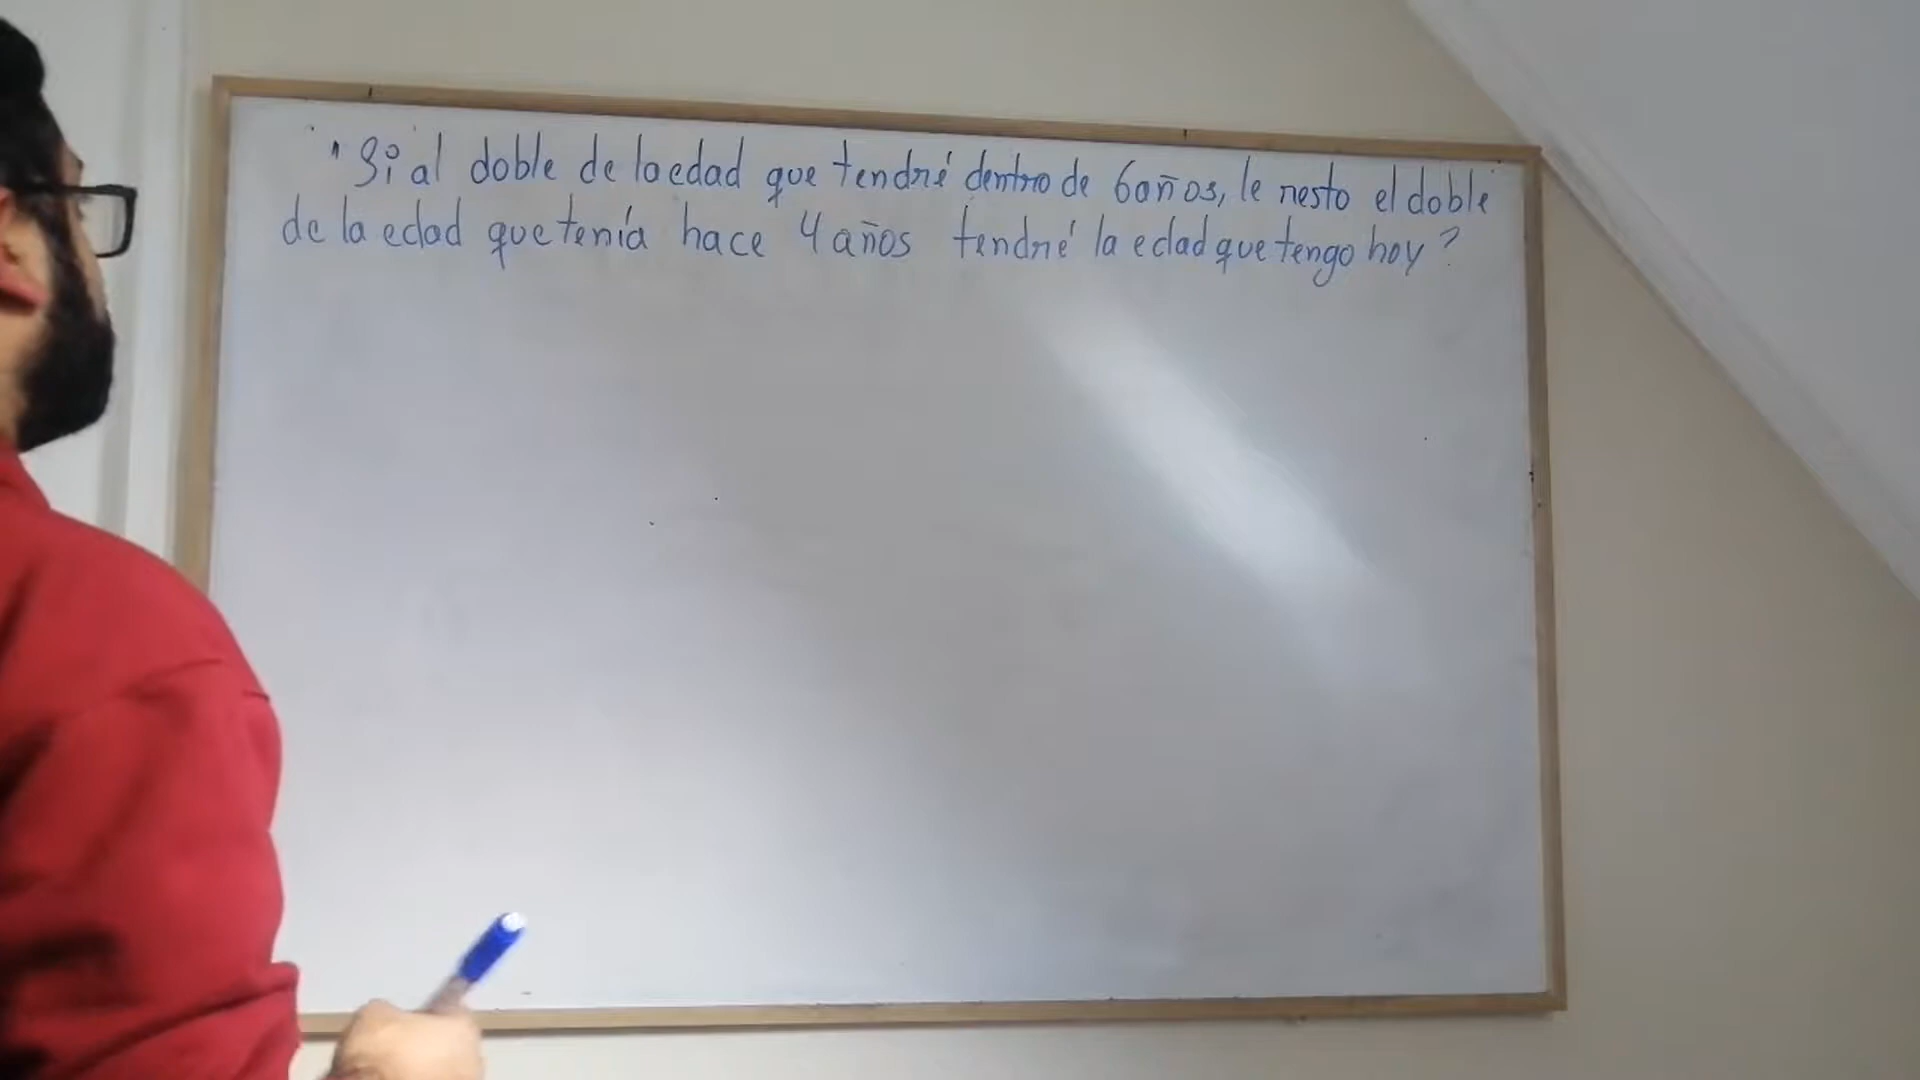 "Si al doble de la edad que tendré dentro de 6 años, le resto el doble
de la edad que tenía hace 4 años tendré la edad que tengo hoy?